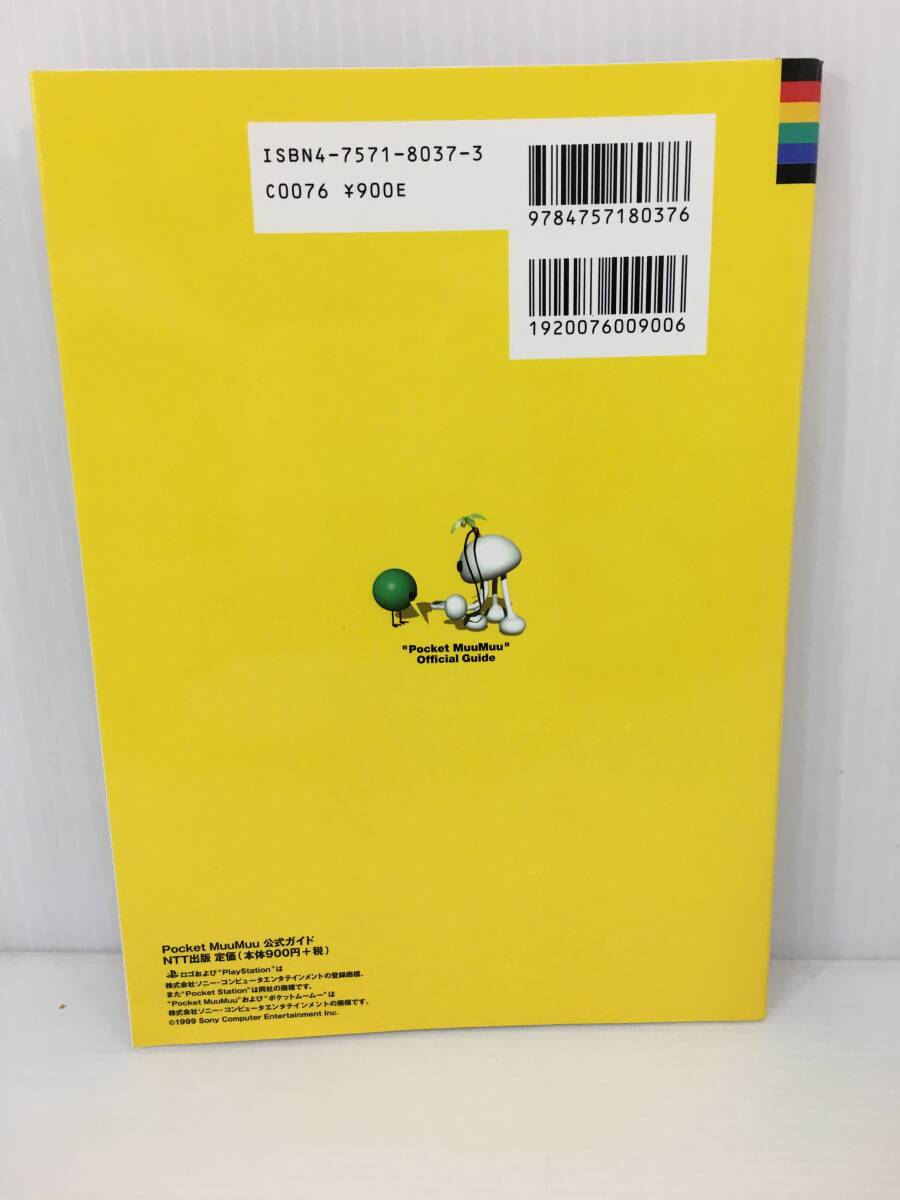 ISBN4-7571-8037-3
C0076 ¥900E
9784757180376
1920076009006
"Pocket MuuMuu"
Official Guide
Pocket MuuMuu 公式ガイド
NTT出版 定価(本体900円+税)
ロゴおよび"PlayStation"は
株式会社ソニー・コンピュータエンタテインメントの登録商標。
また"Pocket Station"は同社の商標です。
"Pocket MuuMuu"および"ポケットムームー"は
株式会社ソニー・コンピュータエンタテインメントの商標です。
©1999 Sony Computer Entertainment Inc.